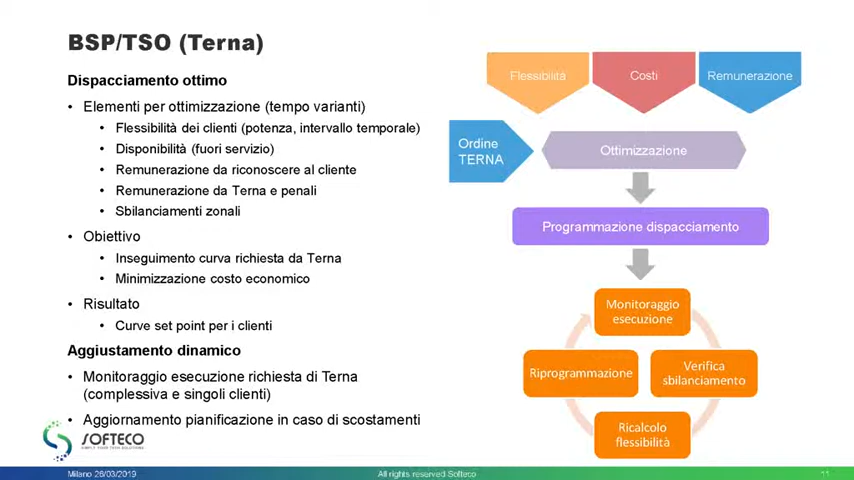 BSP/TSO (Terna)
Dispacciamento ottimo
• Elementi per ottimizzazione (tempo varianti)
• Flessibilità dei clienti (potenza, intervallo temporale)
• Disponibilità (fuori servizio)
• Remunerazione da riconoscere al cliente
• Remunerazione da Terna e penali
• Sbilanciamenti zonali
• Obiettivo
• Inseguimento curva richiesta da Terna
• Minimizzazione costo economico
• Risultato
• Curve set point per i clienti
Aggiustamento dinamico
• Monitoraggio esecuzione richiesta di Terna
(complessiva e singoli clienti)
• Aggiornamento pianificazione in caso di scostamenti
Flessibilità
Costi
Remunerazione
Ordine
TERNA
Ottimizzazione
Programmazione dispacciamento
Monitoraggio
esecuzione
Verifica
sbilanciamento
Ricalcolo
flessibilità
Riprogrammazione
SOFTECO
Milano 26/03/2019
All rights reserved Softeco
11